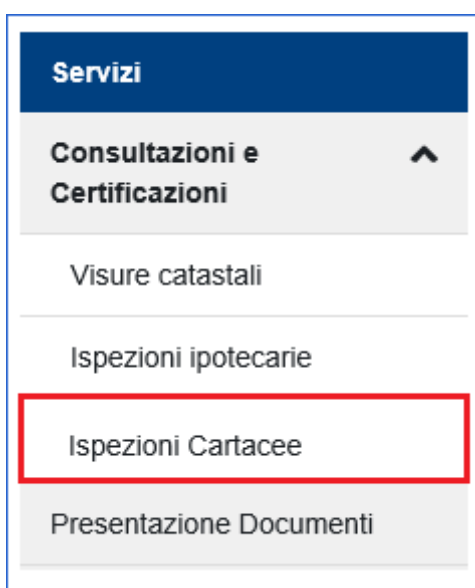 Servizi
Consultazioni e
Certificazioni
Visure catastali
Ispezioni ipotecarie
Ispezioni Cartacee
Presentazione Documenti